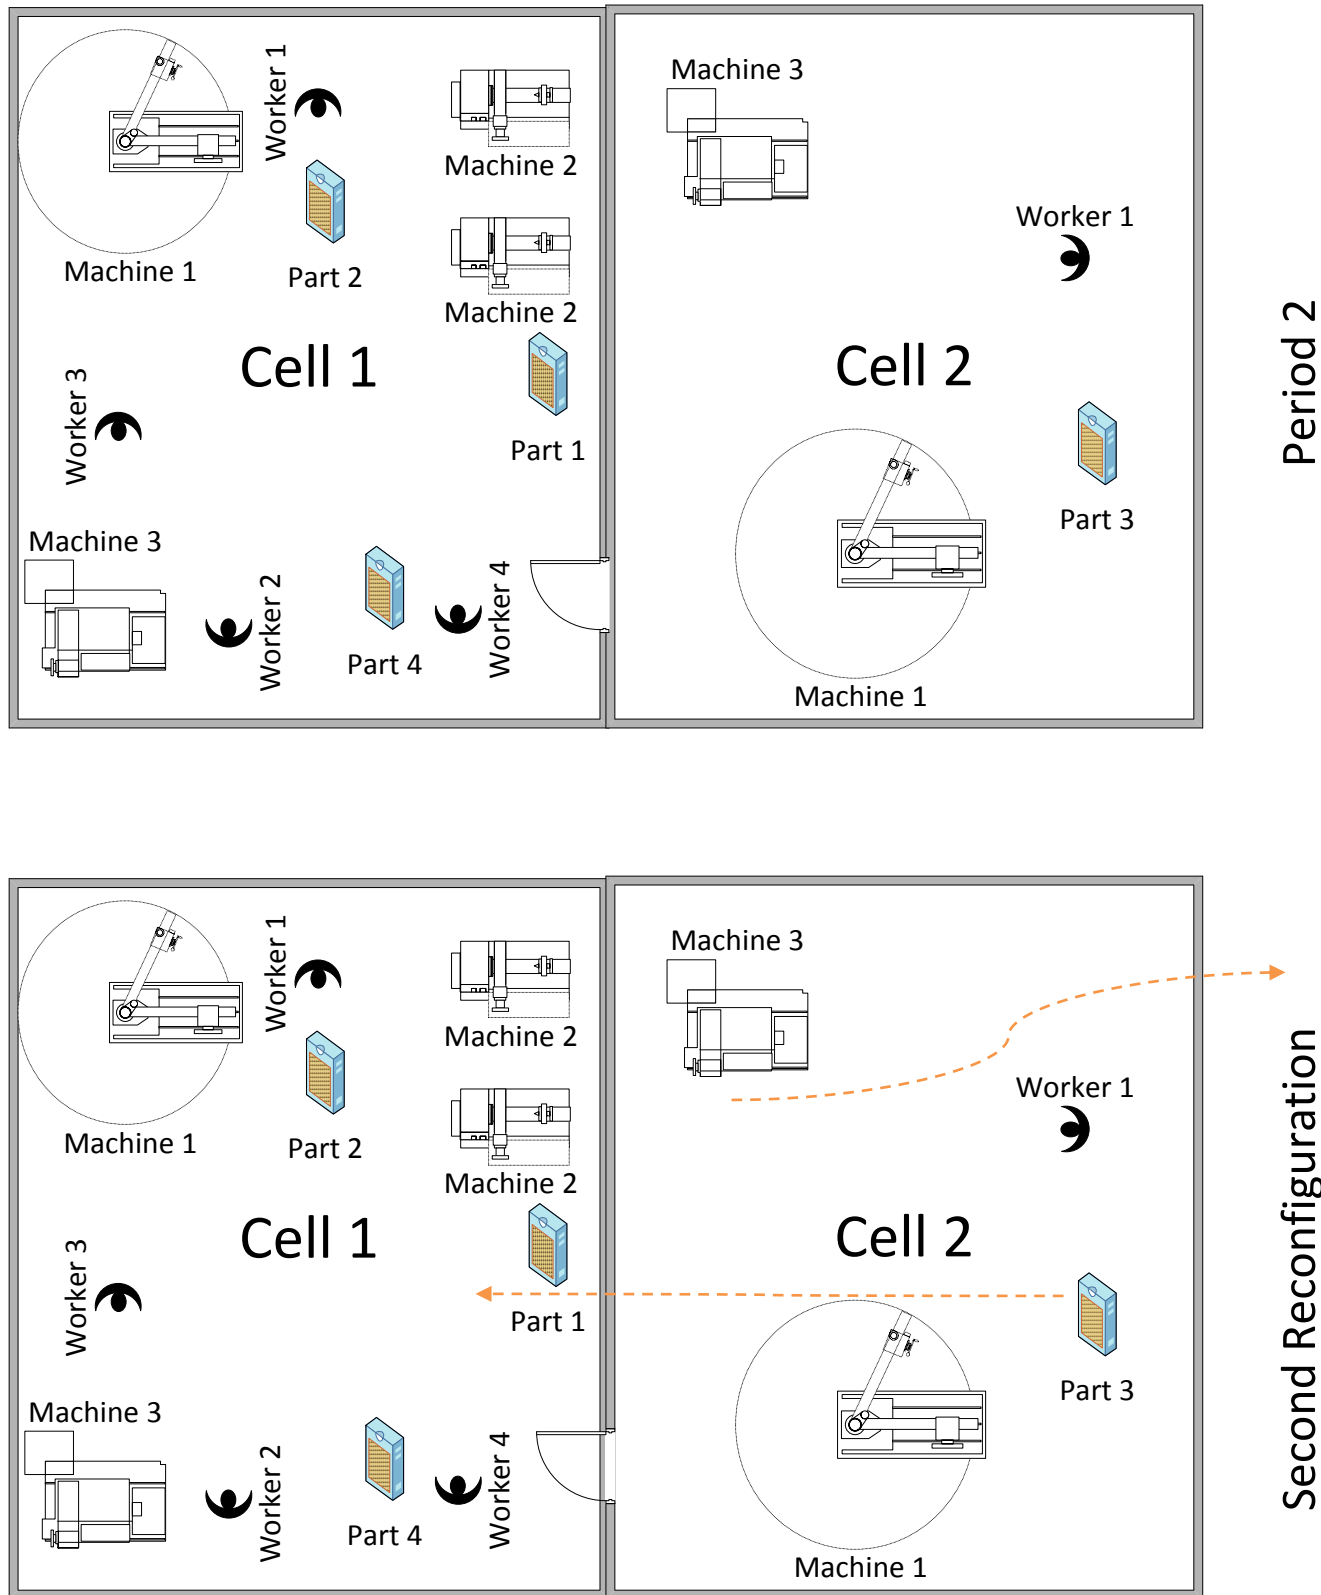 Worker 1
Machine 2
Machine 1
Part 2
Machine 2
Cell 1
Worker 3
Part 1
Machine 3
Worker 2
Part 4
Worker 4
Machine 3
Worker 1
Cell 2
Part 3
Machine 1
Period 2
Worker 1
Machine 2
Machine 1
Part 2
Machine 2
Cell 1
Worker 3
Part 1
Machine 3
Worker 2
Part 4
Worker 4
Machine 3
Worker 1
Cell 2
Part 3
Machine 1
Second Reconfiguration